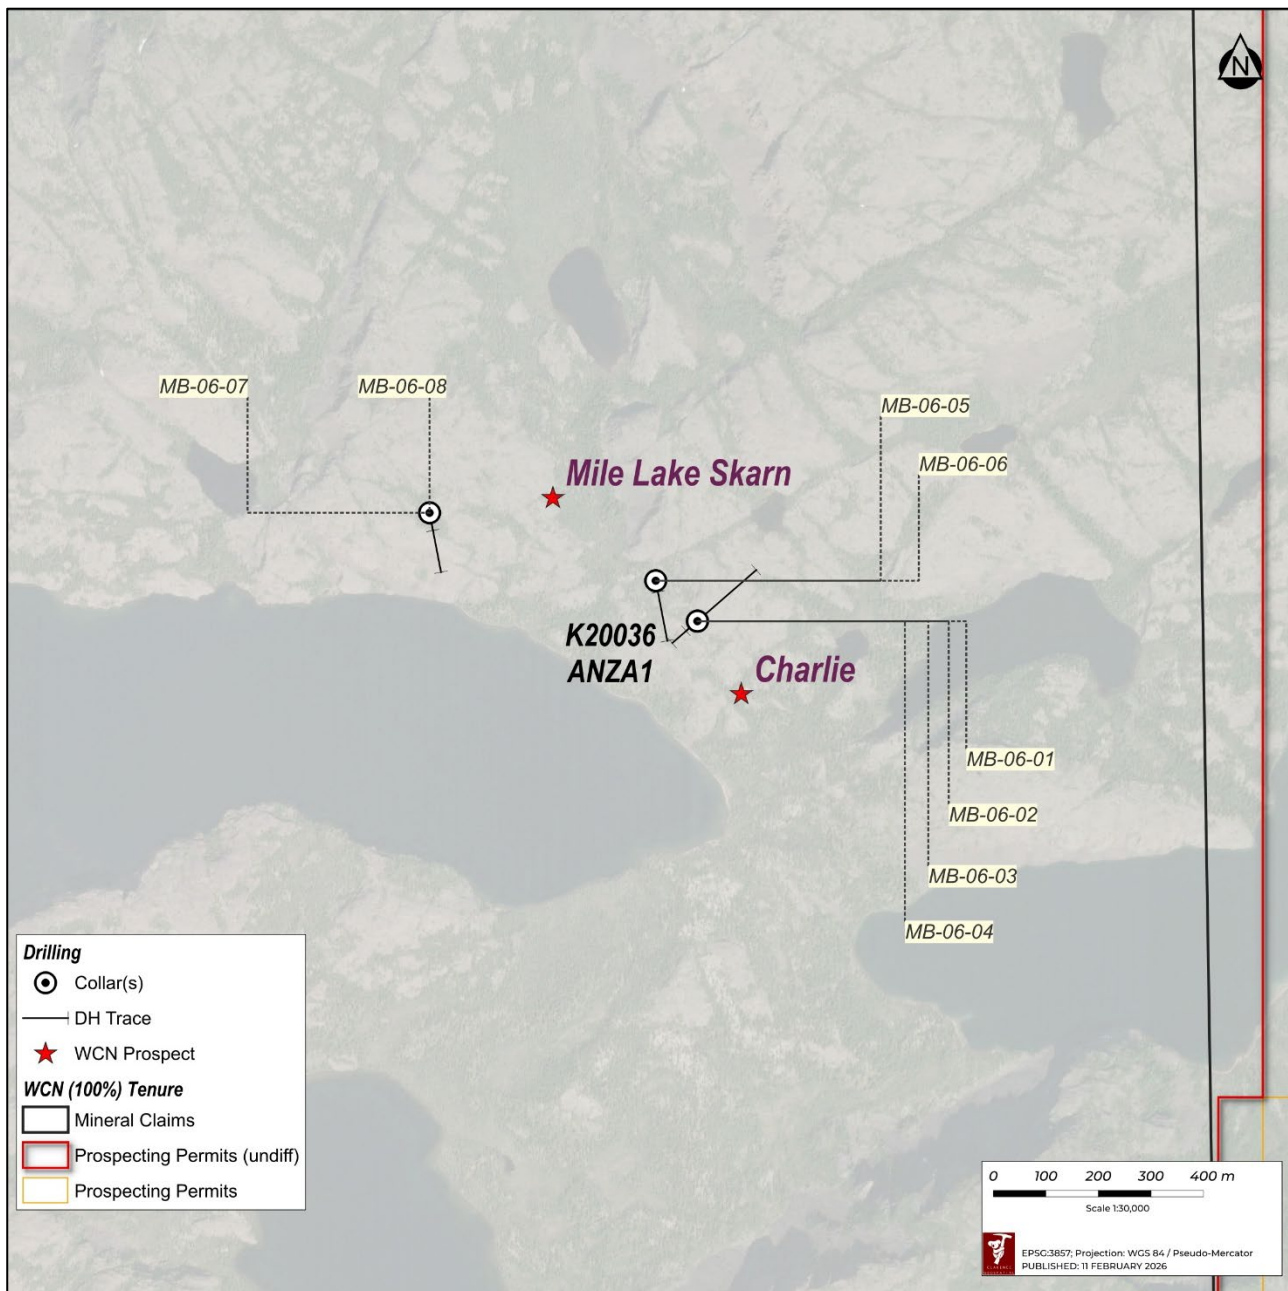 N
MB-06-07
MB-06-08
MB-06-05
MB-06-06
Mile Lake Skarn
K20036
ANZA1
Charlie
MB-06-01
MB-06-02
MB-06-03
MB-06-04
Drilling
Collar(s)
DH Trace
WCN Prospect
WCN (100%) Tenure
Mineral Claims
Prospecting Permits (undiff)
Prospecting Permits
0 100 200 300 400 m
Scale 1:30,000
EPSG:3857; Projection: WGS 84 / Pseudo-Mercator
PUBLISHED: 11 FEBRUARY 2026